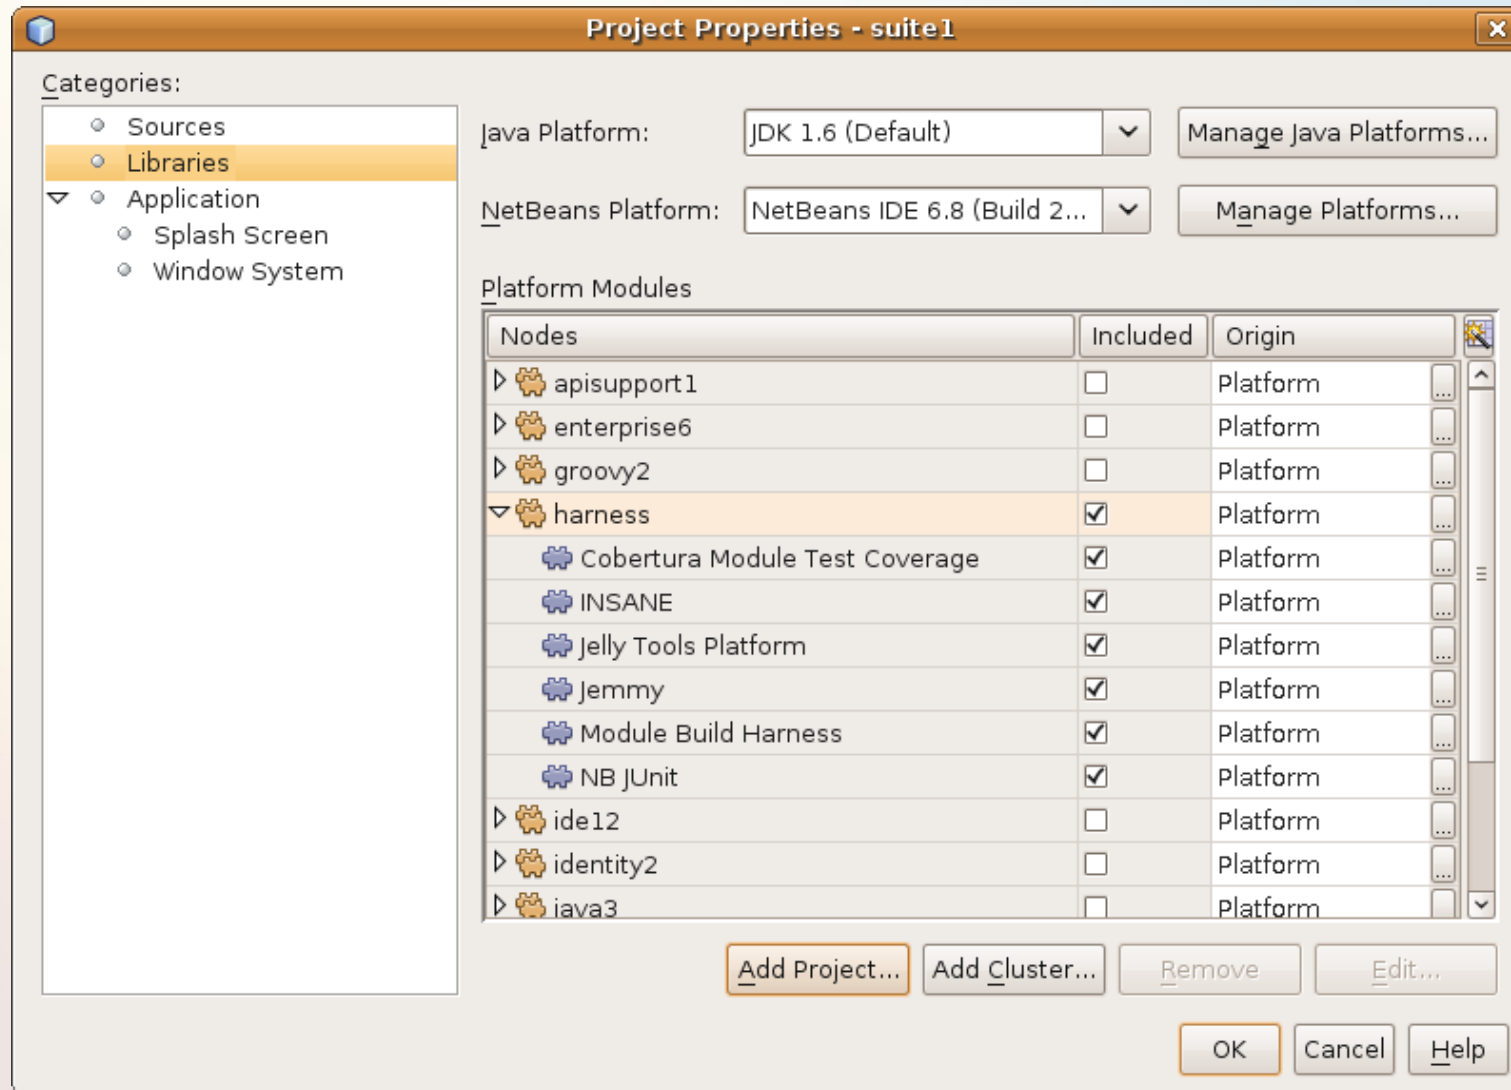 Project Properties - suite1
Categories:
Sources
Libraries
Application
Splash Screen
Window System
Java Platform:
JDK 1.6 (Default)
Manage Java Platforms...
NetBeans Platform:
NetBeans IDE 6.8 (Build 2...
Manage Platforms...
Platform Modules
Nodes Included Origin
apisupport1 Platform ...
enterprise6 Platform ...
groovy2 Platform ...
harness Platform ...
Cobertura Module Test Coverage Platform ...
INSANE Platform ...
Jelly Tools Platform Platform ...
Jemmy Platform ...
Module Build Harness Platform ...
NB JUnit Platform ...
ide12 Platform ...
identity2 Platform ...
java3 Platform
Add Project... Add Cluster... Remove Edit...
OK Cancel Help